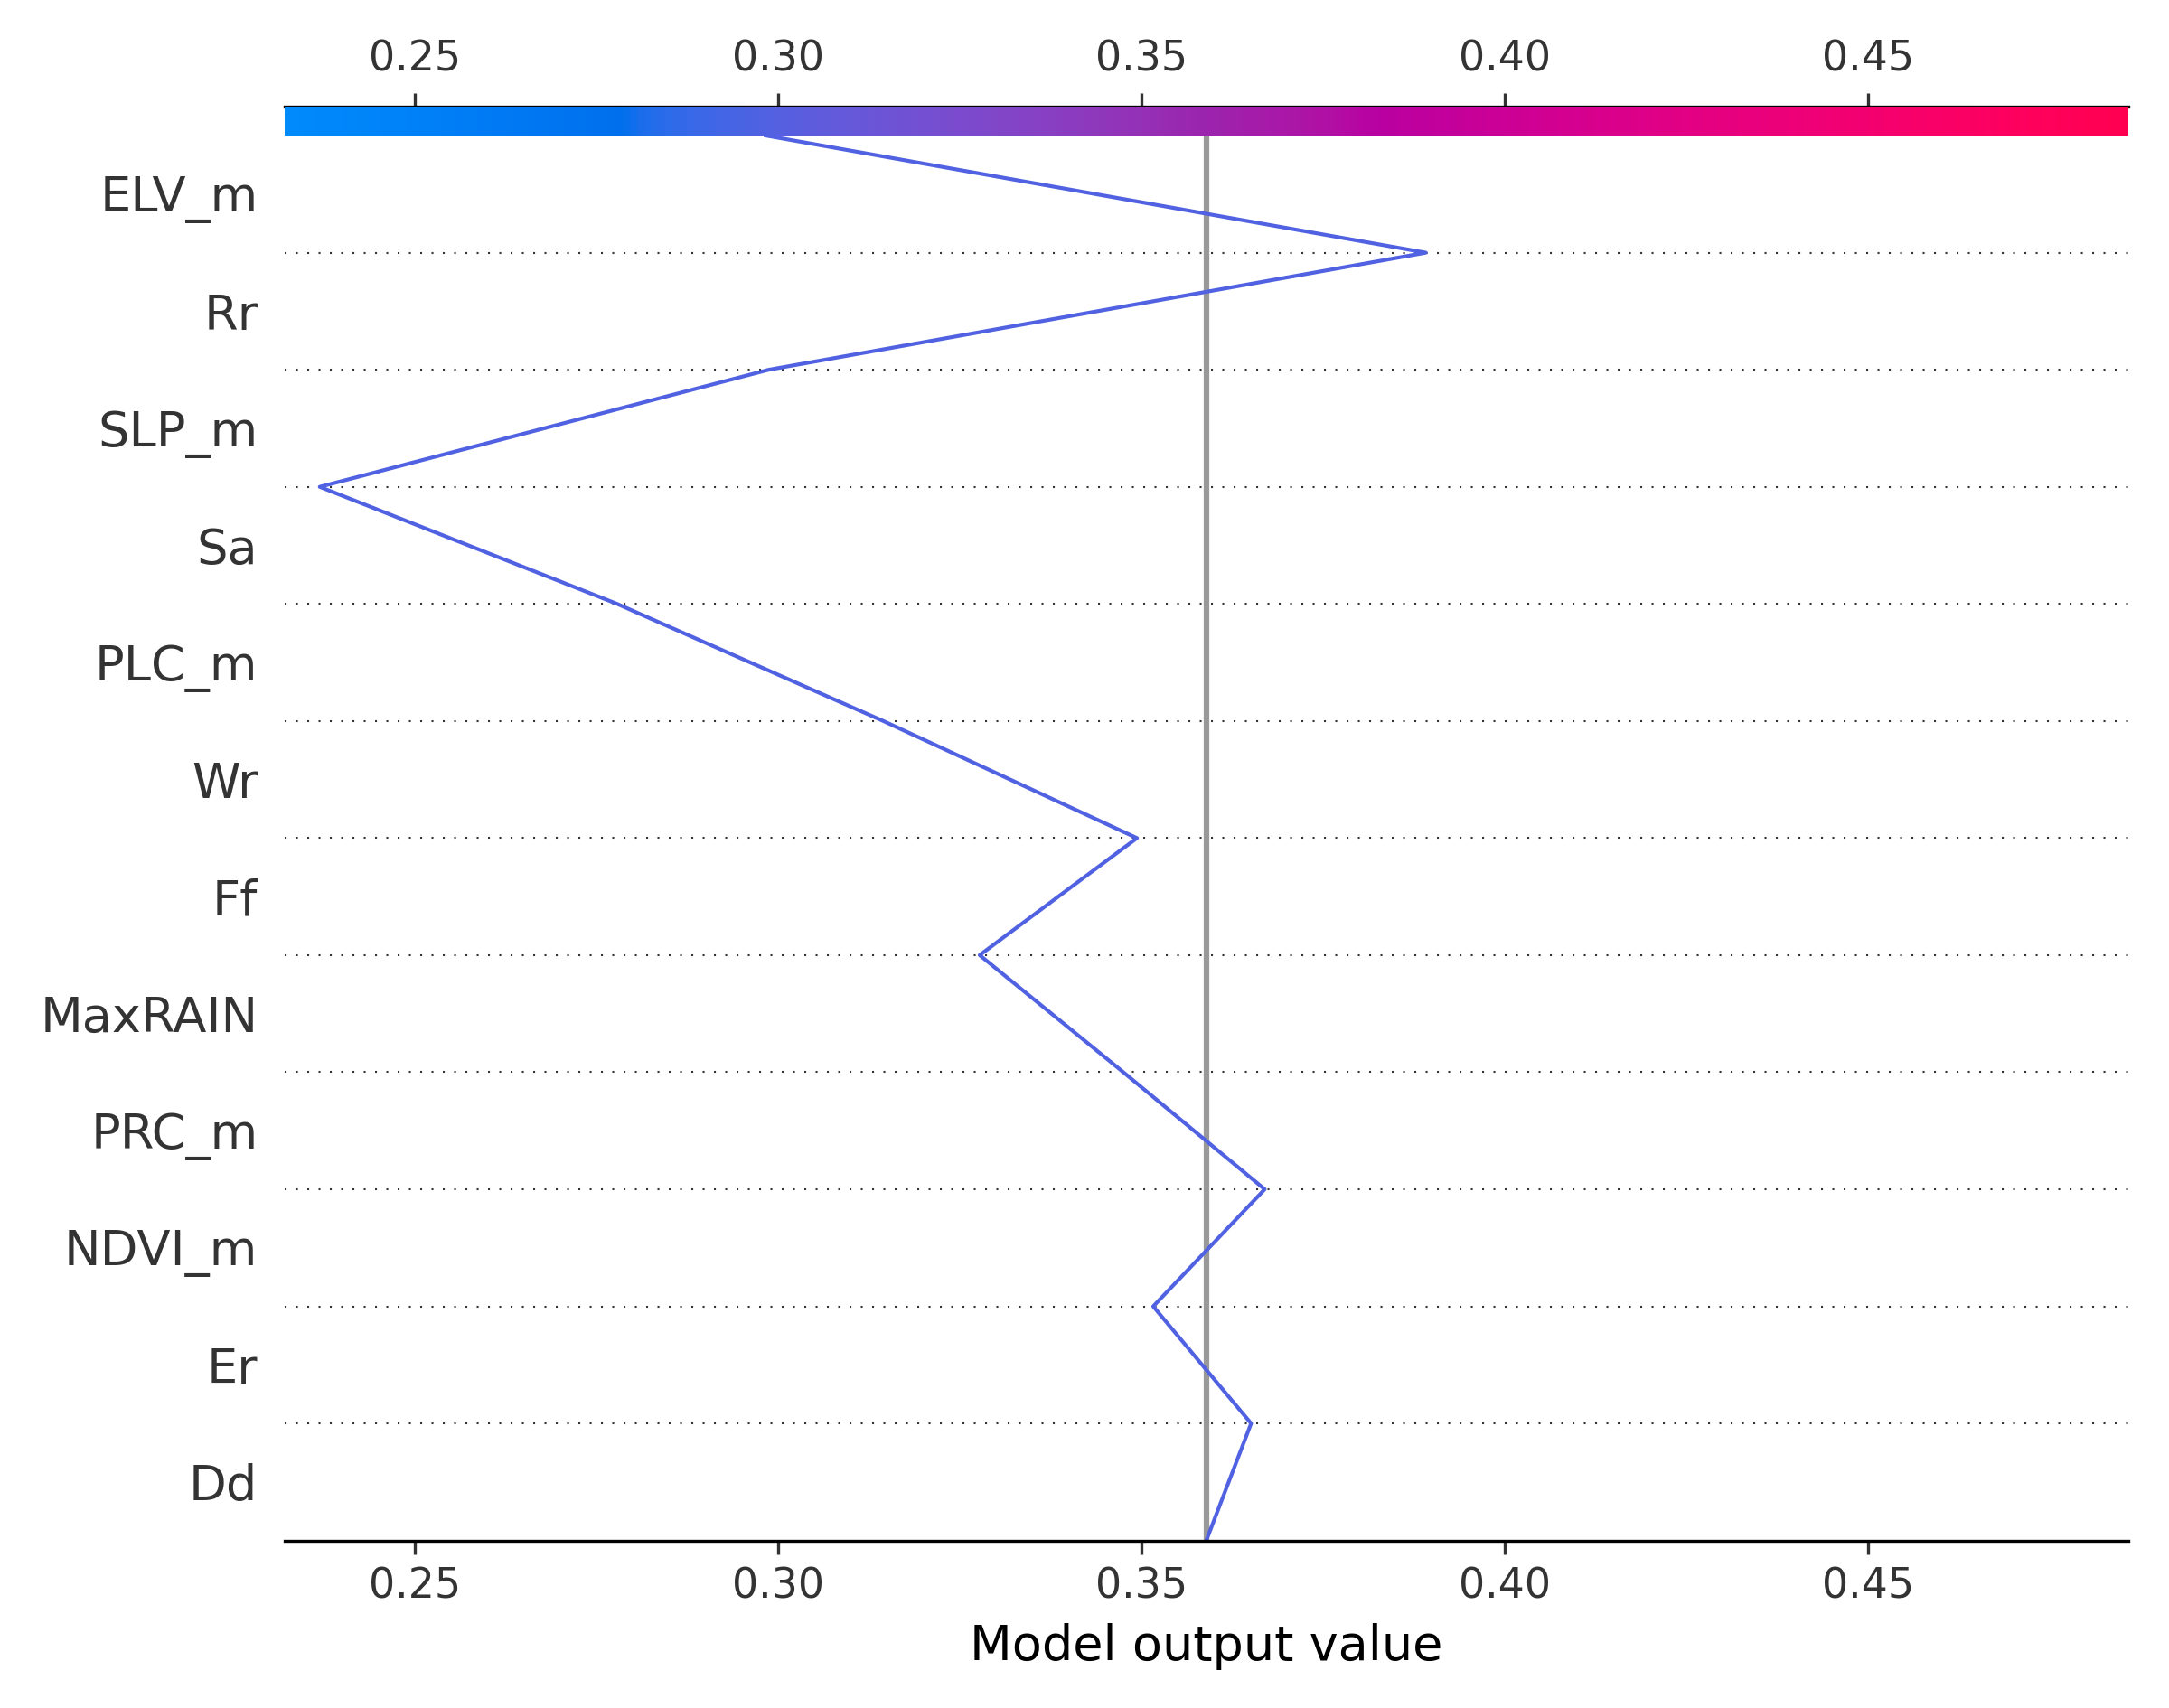 0.25 0.30 0.35 0.40 0.45
ELV_m
Rr
SLP_m
Sa
PLC_m
Wr
Ff
MaxRAIN
PRC_m
NDVI_m
Er
Dd
0.25 0.30 0.35 0.40 0.45
Model output value